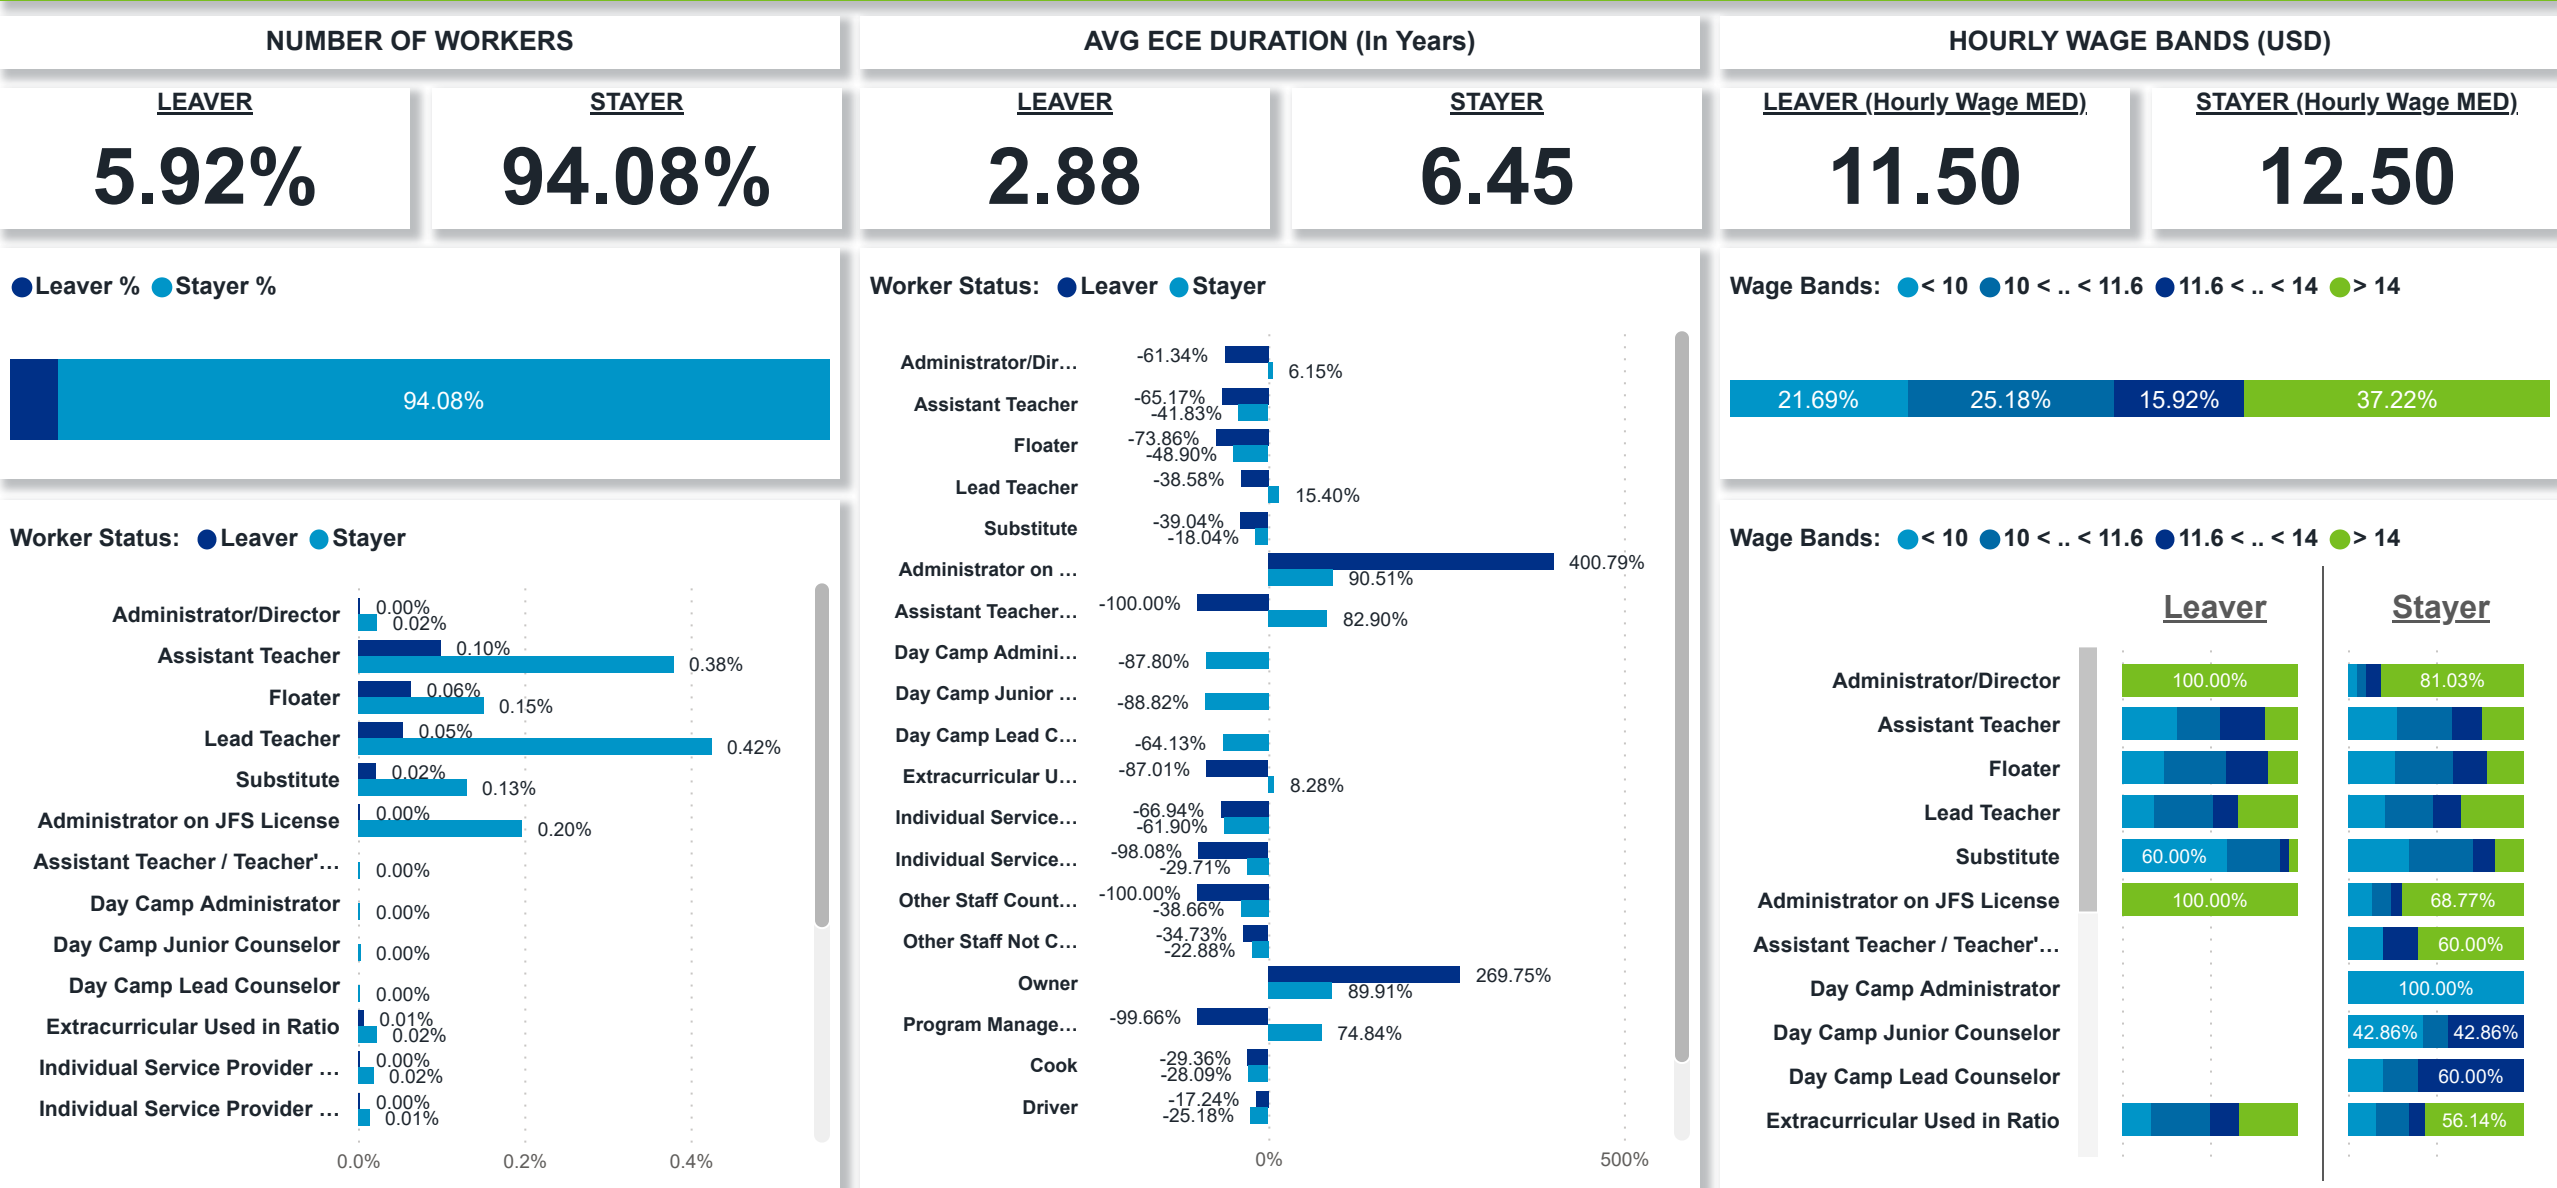 NUMBER OF WORKERS
LEAVER
5.92%
STAYER
94.08%
Leaver % Stayer %
94.08%
Worker Status: Leaver Stayer
Administrator/Director 0.00% 0.02%
Assistant Teacher 0.10% 0.38%
Floater 0.06% 0.15%
Lead Teacher 0.05% 0.42%
Substitute 0.02% 0.13%
Administrator on JFS License 0.00% 0.20%
Assistant Teacher / Teacher'... 0.00%
Day Camp Administrator 0.00%
Day Camp Junior Counselor 0.00%
Day Camp Lead Counselor 0.00%
Extracurricular Used in Ratio 0.01% 0.02%
Individual Service Provider ... 0.00% 0.02%
Individual Service Provider ... 0.00% 0.01%
0.0% 0.2% 0.4%
AVG ECE DURATION (In Years)
LEAVER
2.88
STAYER
6.45
Worker Status: Leaver Stayer
Administrator/Dir... -61.34% 6.15%
Assistant Teacher -65.17% -41.83%
Floater -73.86% -48.90%
Lead Teacher -38.58% 15.40%
Substitute -39.04% -18.04%
Administrator on ... 400.79% 90.51%
Assistant Teacher... -100.00% 82.90%
Day Camp Admini... -87.80%
Day Camp Junior ... -88.82%
Day Camp Lead C... -64.13%
Extracurricular U... -87.01% 8.28%
Individual Service... -66.94% -61.90%
Individual Service... -98.08% -29.71%
Other Staff Count... -100.00% -38.66%
Other Staff Not C... -34.73% -22.88%
Owner 269.75% 89.91%
Program Manage... -99.66% 74.84%
Cook -29.36% -28.09%
Driver -17.24% -25.18%
0% 500%
HOURLY WAGE BANDS (USD)
LEAVER (Hourly Wage MED)
11.50
STAYER (Hourly Wage MED)
12.50
Wage Bands: < 10 10 < .. < 11.6 11.6 < .. < 14 > 14
21.69% 25.18% 15.92% 37.22%
Wage Bands: < 10 10 < .. < 11.6 11.6 < .. < 14 > 14
Leaver Stayer
Administrator/Director 100.00% 81.03%
Assistant Teacher
Floater
Lead Teacher
Substitute 60.00%
Administrator on JFS License 100.00% 68.77%
Assistant Teacher / Teacher'... 60.00%
Day Camp Administrator 100.00%
Day Camp Junior Counselor 42.86% 42.86%
Day Camp Lead Counselor 60.00%
Extracurricular Used in Ratio 56.14%